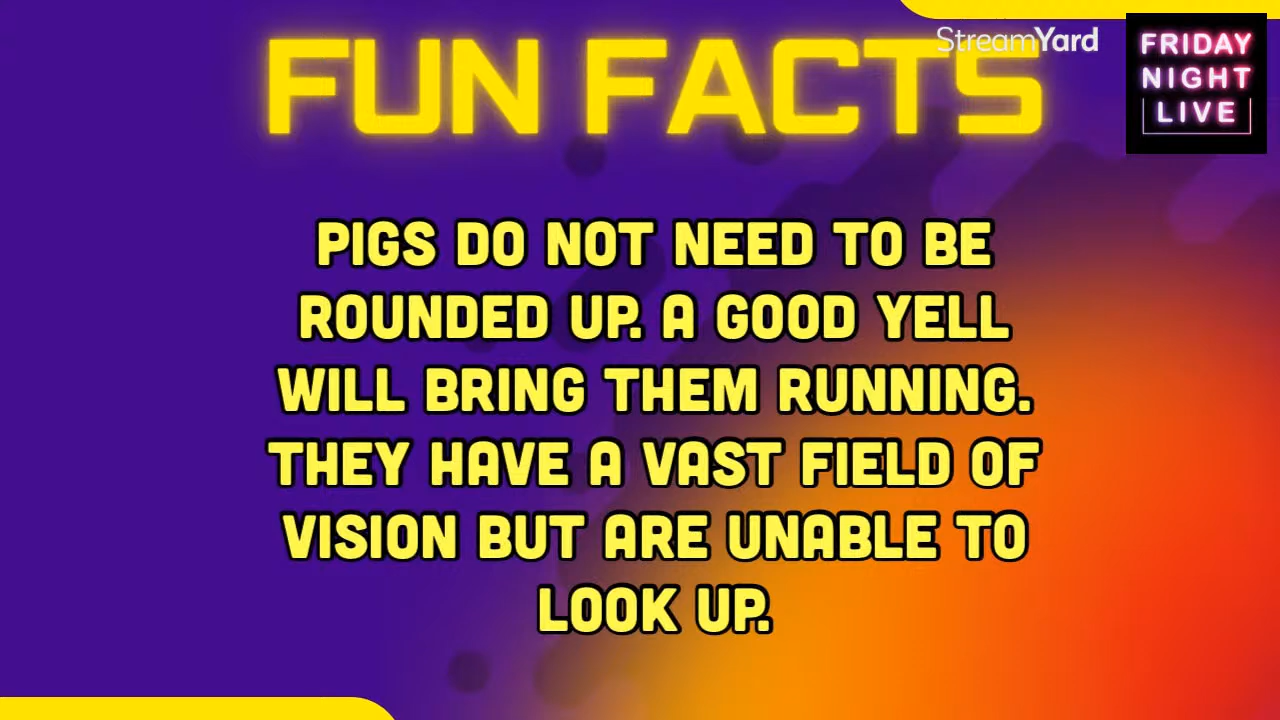 StreamYard
FUN FACTS
FRIDAY
NIGHT
LIVE
PIGS DO NOT NEED TO BE
ROUNDED UP. A GOOD YELL
WILL BRING THEM RUNNING.
THEY HAVE A VAST FIELD OF
VISION BUT ARE UNABLE TO
LOOK UP.